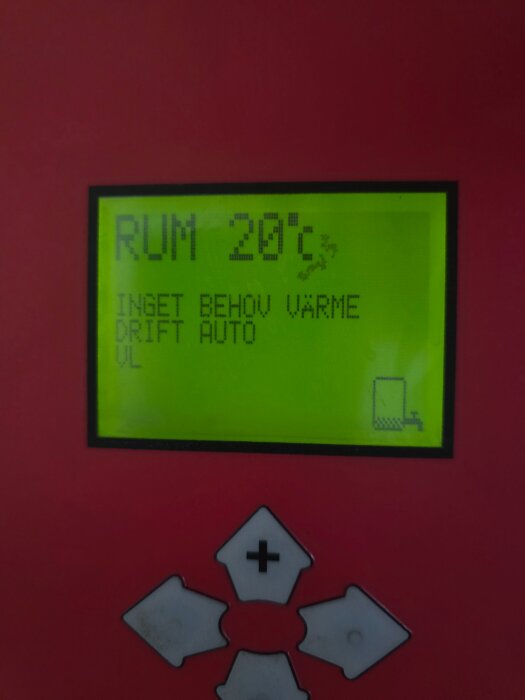 RUM 20°C
INGET BEHOV VÄRME
DRIFT AUTO
VL
+